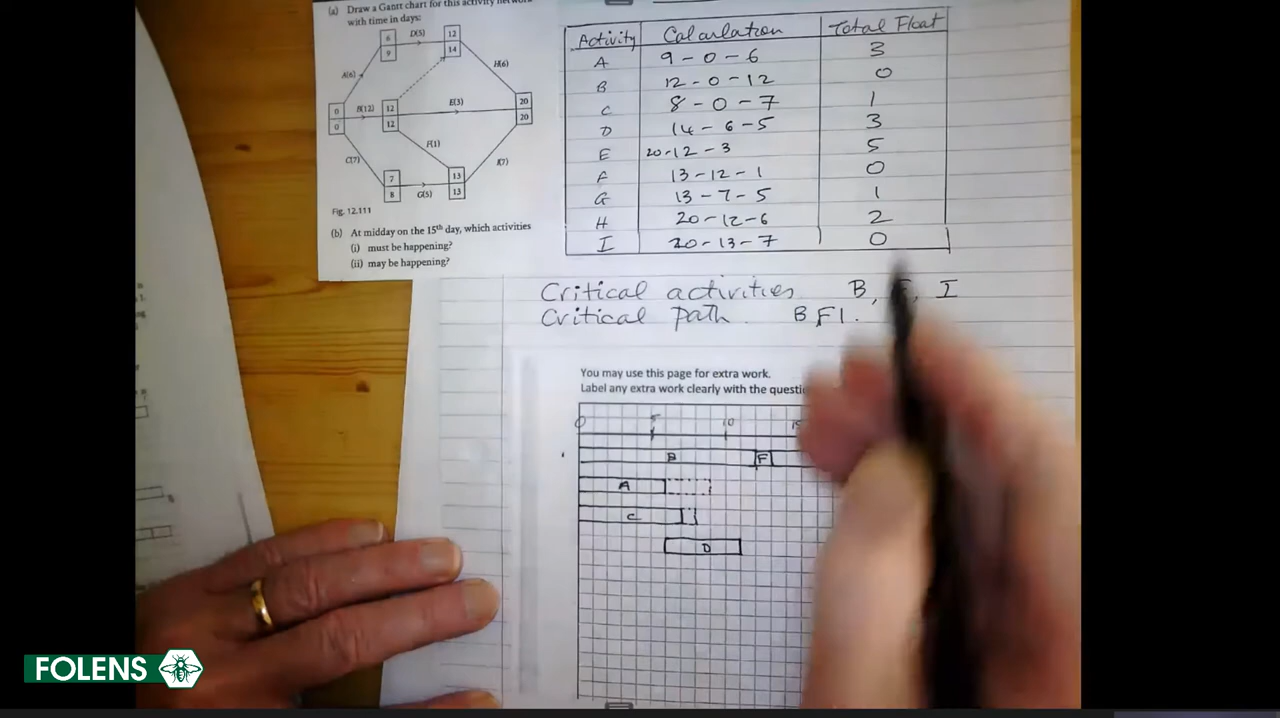 (a) Draw a Gantt chart for this activity network
with time in days:
6
9
D(5)
12
14
A(6)
H(6)
0
0
B(12)
12
12
E(3)
20
20
F(1)
C(7)
I(7)
7
8
G(5)
13
13
Fig. 12.111
(b) At midday on the 15th day, which activities
(i) must be happening?
(ii) may be happening?
Activity Calculation Total Float
A 9 - 0 - 6 3
B 12 - 0 - 12 0
C 8 - 0 - 7 1
D 14 - 6 - 5 3
E 20 - 12 - 3 5
F 13 - 12 - 1 0
G 13 - 7 - 5 1
H 20 - 12 - 6 2
I 20 - 13 - 7 0
Critical activities B, I
Critical path. B F I.
You may use this page for extra work.
Label any extra work clearly with the
0 5 10
B F
A
C
D
FOLENS